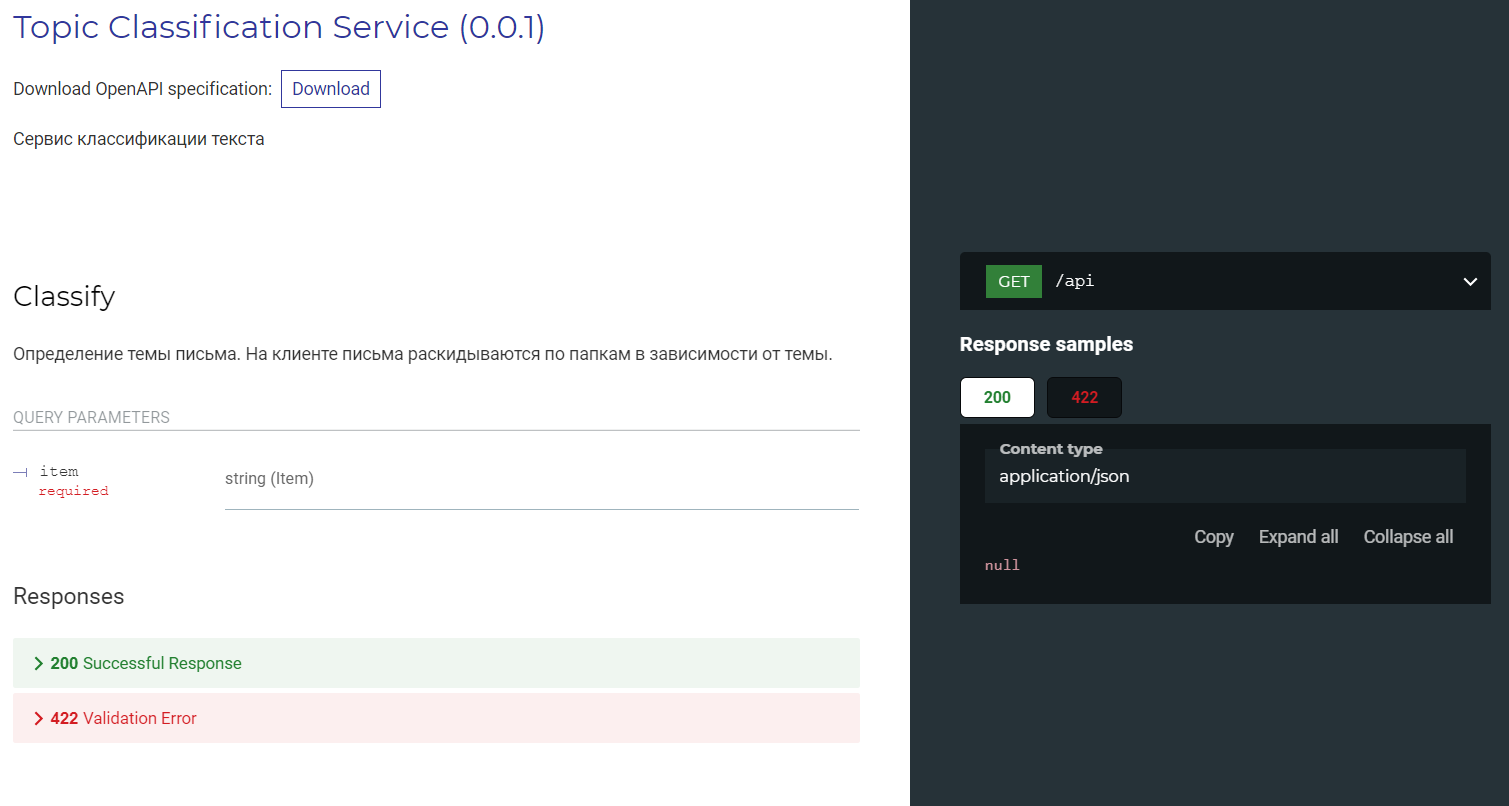 Topic Classification Service (0.0.1)
Download OpenAPI specification: Download
Сервис классификации текста
Classify
Определение темы письма. На клиенте письма раскидываются по папкам в зависимости от темы.
QUERY PARAMETERS
item
required
string (Item)
Responses
200 Successful Response
422 Validation Error
GET /api
Response samples
200 422
Content type
application/json
Copy Expand all Collapse all
null